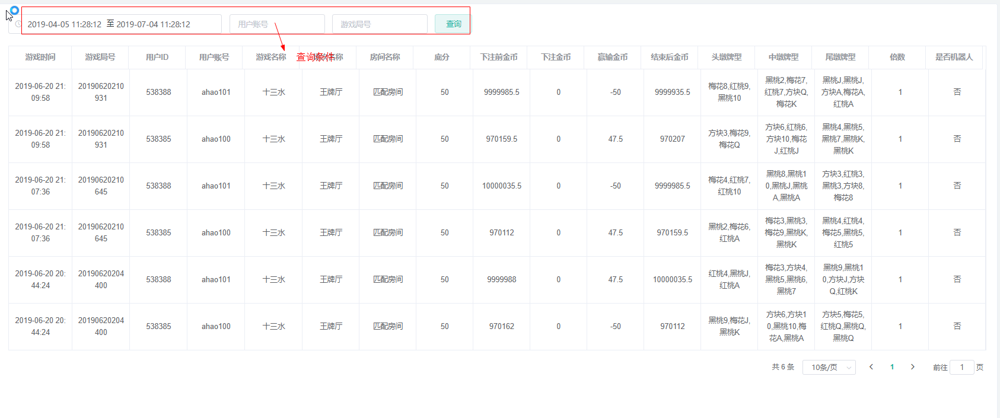 2019-04-05 11:28:12 至 2019-07-04 11:28:12 用户账号 游戏局号 查询
查询条件
游戏时间 游戏局号 用户ID 用户账号 游戏名称 名称 房间名称 底分 下注前金币 下注金币 赢输金币 结束后金币 头墩牌型 中墩牌型 尾墩牌型 倍数 是否机器人
2019-06-20 21:09:58 20190620210931 538388 ahao101 十三水 王牌厅 匹配房间 50 9999985.5 0 -50 9999935.5 梅花8,红桃9,黑桃10 黑桃2,梅花7,红桃7,方块Q,梅花K 黑桃J,黑桃J,方块A,梅花A,红桃A 1 否
2019-06-20 21:09:58 20190620210931 538385 ahao100 十三水 王牌厅 匹配房间 50 970159.5 0 47.5 970207 方块3,梅花9,梅花Q 方块6,红桃6,方块10,梅花J,红桃J 黑桃4,黑桃5,黑桃7,黑桃K,黑桃K 1 否
2019-06-20 21:07:36 20190620210645 538388 ahao101 十三水 王牌厅 匹配房间 50 10000035.5 0 -50 9999985.5 梅花4,红桃7,红桃10 黑桃8,黑桃10,黑桃J,黑桃A,黑桃A 方块3,红桃3,黑桃3,方块8,梅花8 1 否
2019-06-20 21:07:36 20190620210645 538385 ahao100 十三水 王牌厅 匹配房间 50 970112 0 47.5 970159.5 黑桃2,梅花6,红桃A 梅花3,黑桃3,梅花9,黑桃K,黑桃K 黑桃4,红桃4,梅花5,黑桃5,红桃5 1 否
2019-06-20 20:44:24 20190620204400 538388 ahao101 十三水 王牌厅 匹配房间 50 9999988 0 47.5 10000035.5 红桃4,黑桃J,红桃A 梅花3,方块4,黑桃5,黑桃6,黑桃7 黑桃9,黑桃10,方块J,方块Q,红桃K 1 否
2019-06-20 20:44:24 20190620204400 538385 ahao100 十三水 王牌厅 匹配房间 50 970162 0 -50 970112 黑桃9,梅花J,黑桃K 方块6,方块10,黑桃10,梅花A,黑桃A 方块5,梅花5,红桃Q,黑桃Q,黑桃Q 1 否
共 6 条 10条/页 1 前往 1 页